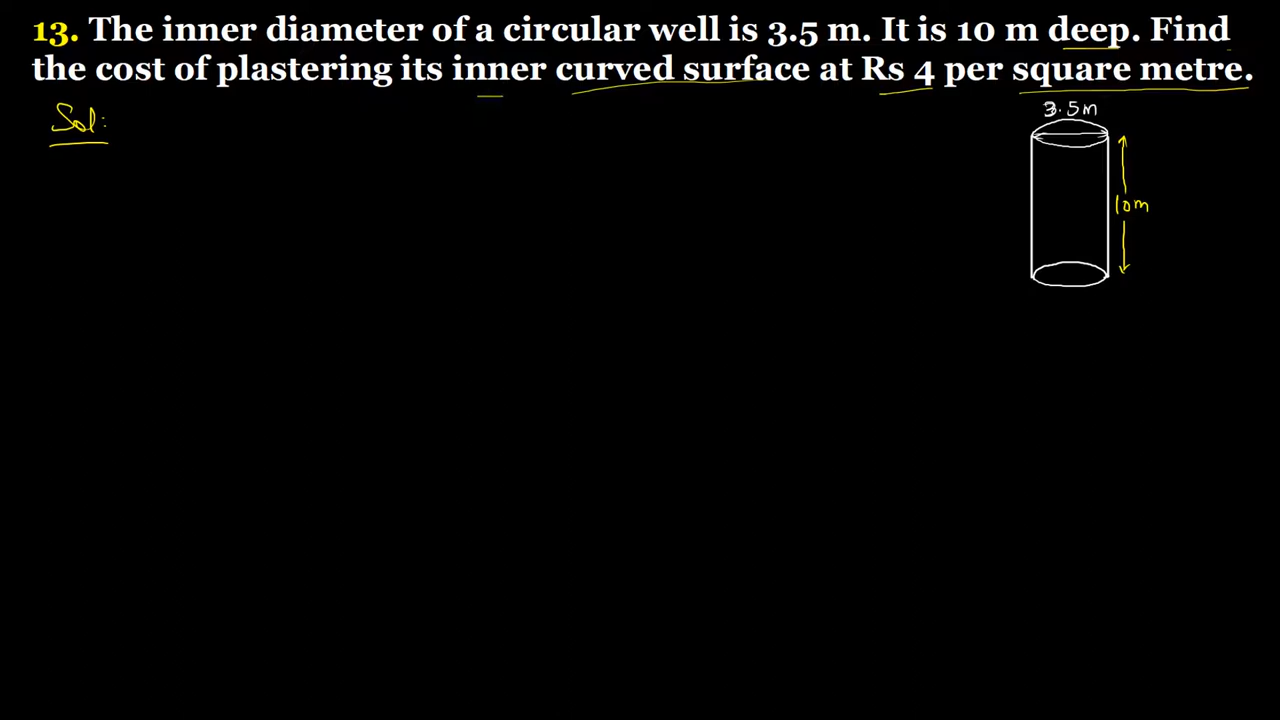 13. The inner diameter of a circular well is 3.5 m. It is 10 m deep. Find
the cost of plastering its inner curved surface at Rs 4 per square metre.
3.5m
Sol:
10m